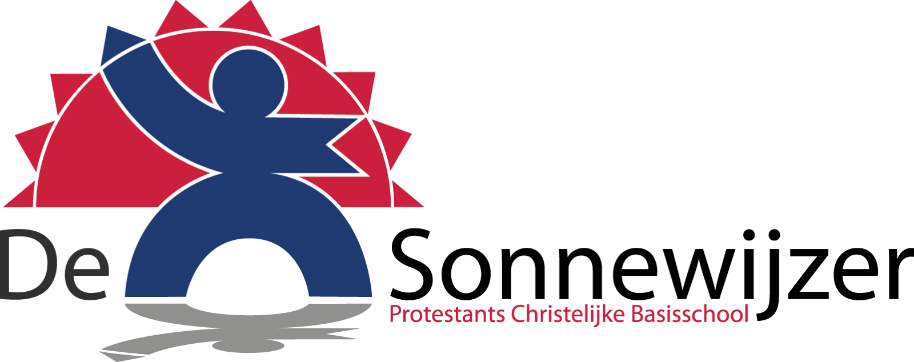 De Sonnewijzer
Protestants Christelijke Basisschool